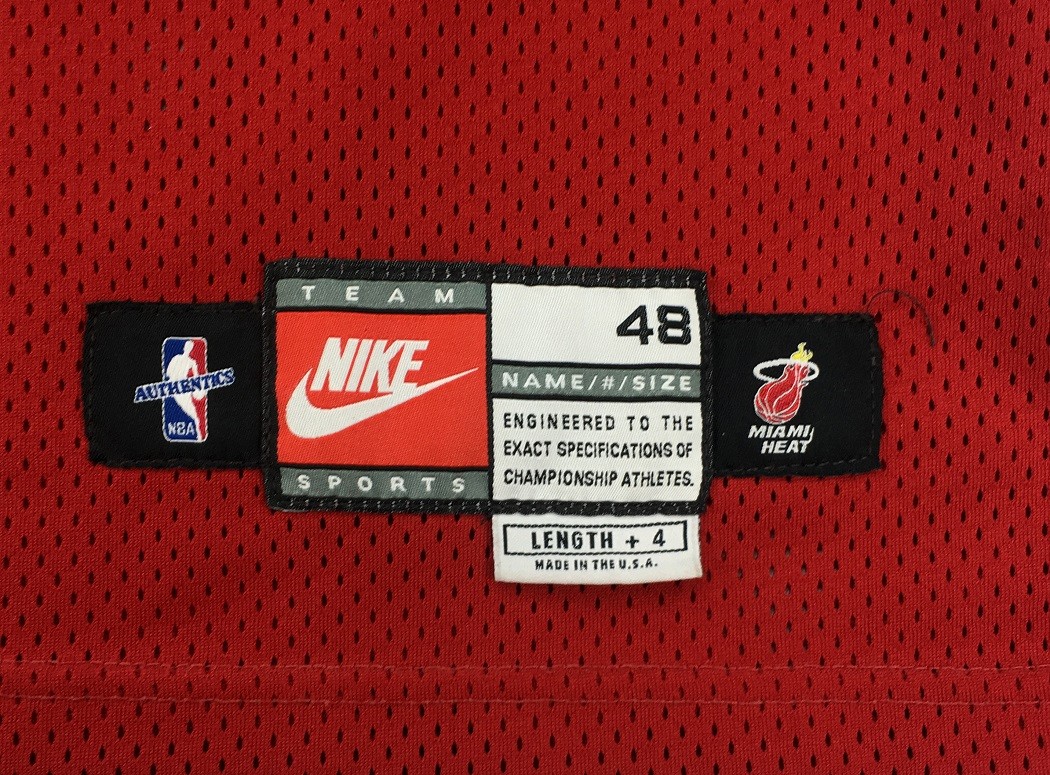 AUTHENTICS
NBA
TEAM
NIKE
SPORTS
48
NAME/#/SIZE
ENGINEERED TO THE
EXACT SPECIFICATIONS OF
CHAMPIONSHIP ATHLETES.
LENGTH + 4
MADE IN THE U.S.A.
MIAMI
HEAT